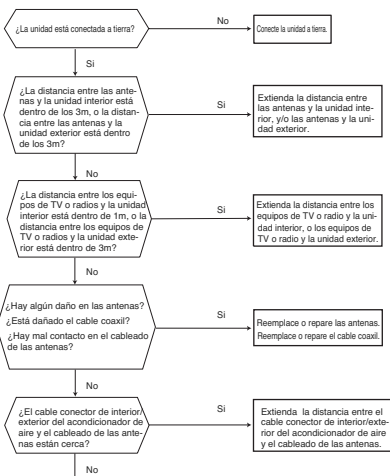 ¿La unidad está conectada a tierra?
No
Conecte la unidad a tierra.
Si
¿La distancia entre las ante-
nas y la unidad interior está
dentro de los 3m, o la distan-
cia entre las antenas y la
unidad exterior está dentro
de los 3m?
Si
Extienda la distancia entre
las antenas y la unidad inte-
rior, y/o las antenas y la uni-
dad exterior.
No
¿La distancia entre los equi-
pos de TV o radios y la unidad
interior está dentro de 1m, o la
distancia entre los equipos de
TV o radios y la unidad exte-
rior está dentro de 3m?
Si
Extienda la distancia entre los
equipos de TV o radio y la uni-
dad interior, o los equipos de
TV o radio y la unidad exterior.
No
¿Hay algún daño en las antenas?
¿Está dañado el cable coaxil?
¿Hay mal contacto en el cableado
de las antenas?
Si
Reemplace o repare las antenas.
Reemplace o repare el cable coaxil.
No
¿El cable conector de interior/
exterior del acondicionador de
aire y el cableado de las ante-
nas están cerca?
Si
Extienda la distancia entre el
cable conector de interior/exte-
rior del acondicionador de aire
y el cableado de las antenas.
No